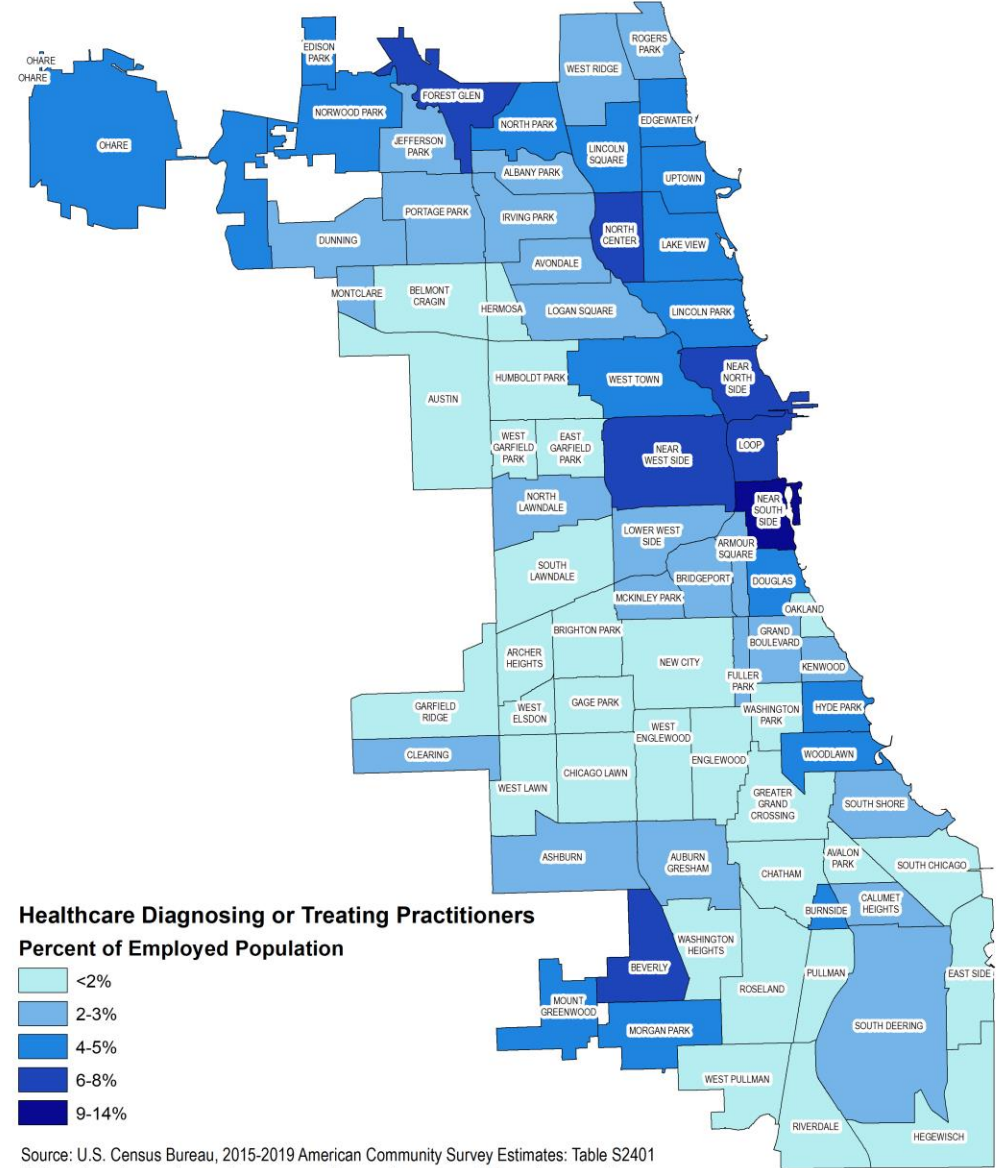 EDISON
PARK
ROGERS
PARK
OHARE
OHARE
WEST RIDGE
FOREST GLEN
NORWOOD PARK
NORTH PARK
EDGEWATER
OHARE
JEFFERSON
PARK
LINCOLN
SQUARE
ALBANY PARK
UPTOWN
PORTAGE PARK
IRVING PARK
NORTH
CENTER
DUNNING
LAKE VIEW
AVONDALE
MONTCLARE
BELMONT
CRAGIN
HERMOSA
LOGAN SQUARE
LINCOLN PARK
HUMBOLDT PARK
WEST TOWN
NEAR
NORTH
SIDE
AUSTIN
WEST
GARFIELD
PARK
EAST
GARFIELD
PARK
NEAR
WEST SIDE
LOOP
NORTH
LAWNDALE
NEAR
SOUTH
SIDE
LOWER WEST
SIDE
ARMOUR
SQUARE
SOUTH
LAWNDALE
BRIDGEPORT
DOUGLAS
MCKINLEY PARK
OAKLAND
BRIGHTON PARK
GRAND
BOULEVARD
ARCHER
HEIGHTS
NEW CITY
KENWOOD
FULLER
PARK
GARFIELD
RIDGE
WEST
ELSDON
GAGE PARK
WASHINGTON
PARK
HYDE PARK
WEST
ENGLEWOOD
CLEARING
ENGLEWOOD
WOODLAWN
WEST LAWN
CHICAGO LAWN
GREATER
GRAND
CROSSING
SOUTH SHORE
ASHBURN
AUBURN
GRESHAM
CHATHAM
AVALON
PARK
SOUTH CHICAGO
BURNSIDE
CALUMET
HEIGHTS
Healthcare Diagnosing or Treating Practitioners
Percent of Employed Population
<2%
2-3%
4-5%
6-8%
9-14%
WASHINGTON
HEIGHTS
BEVERLY
PULLMAN
EAST SIDE
ROSELAND
MOUNT
GREENWOOD
MORGAN PARK
SOUTH DEERING
WEST PULLMAN
RIVERDALE
HEGEWISCH
Source: U.S. Census Bureau, 2015-2019 American Community Survey Estimates: Table S2401